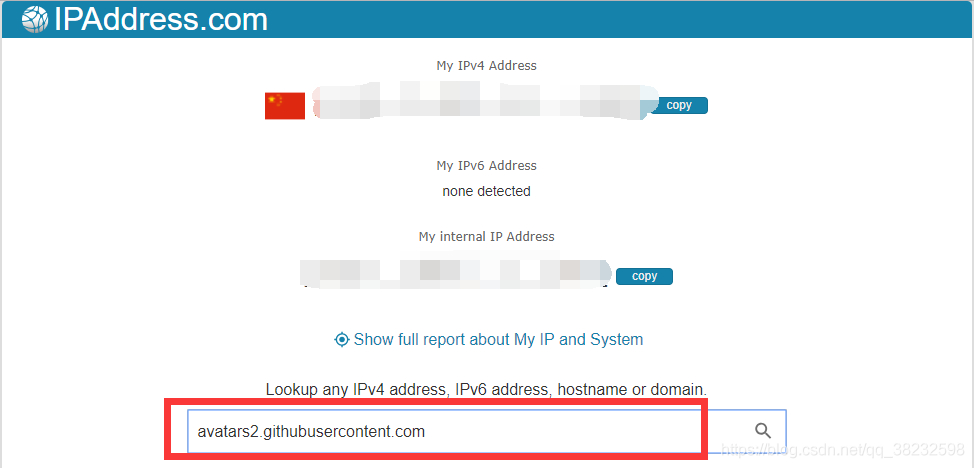 IPAddress.com
My IPv4 Address
copy
My IPv6 Address
none detected
My internal IP Address
copy
Show full report about My IP and System
Lookup any IPv4 address, IPv6 address, hostname or domain.
avatars2.githubusercontent.com
https://blog.csdn.net/qq_38232598